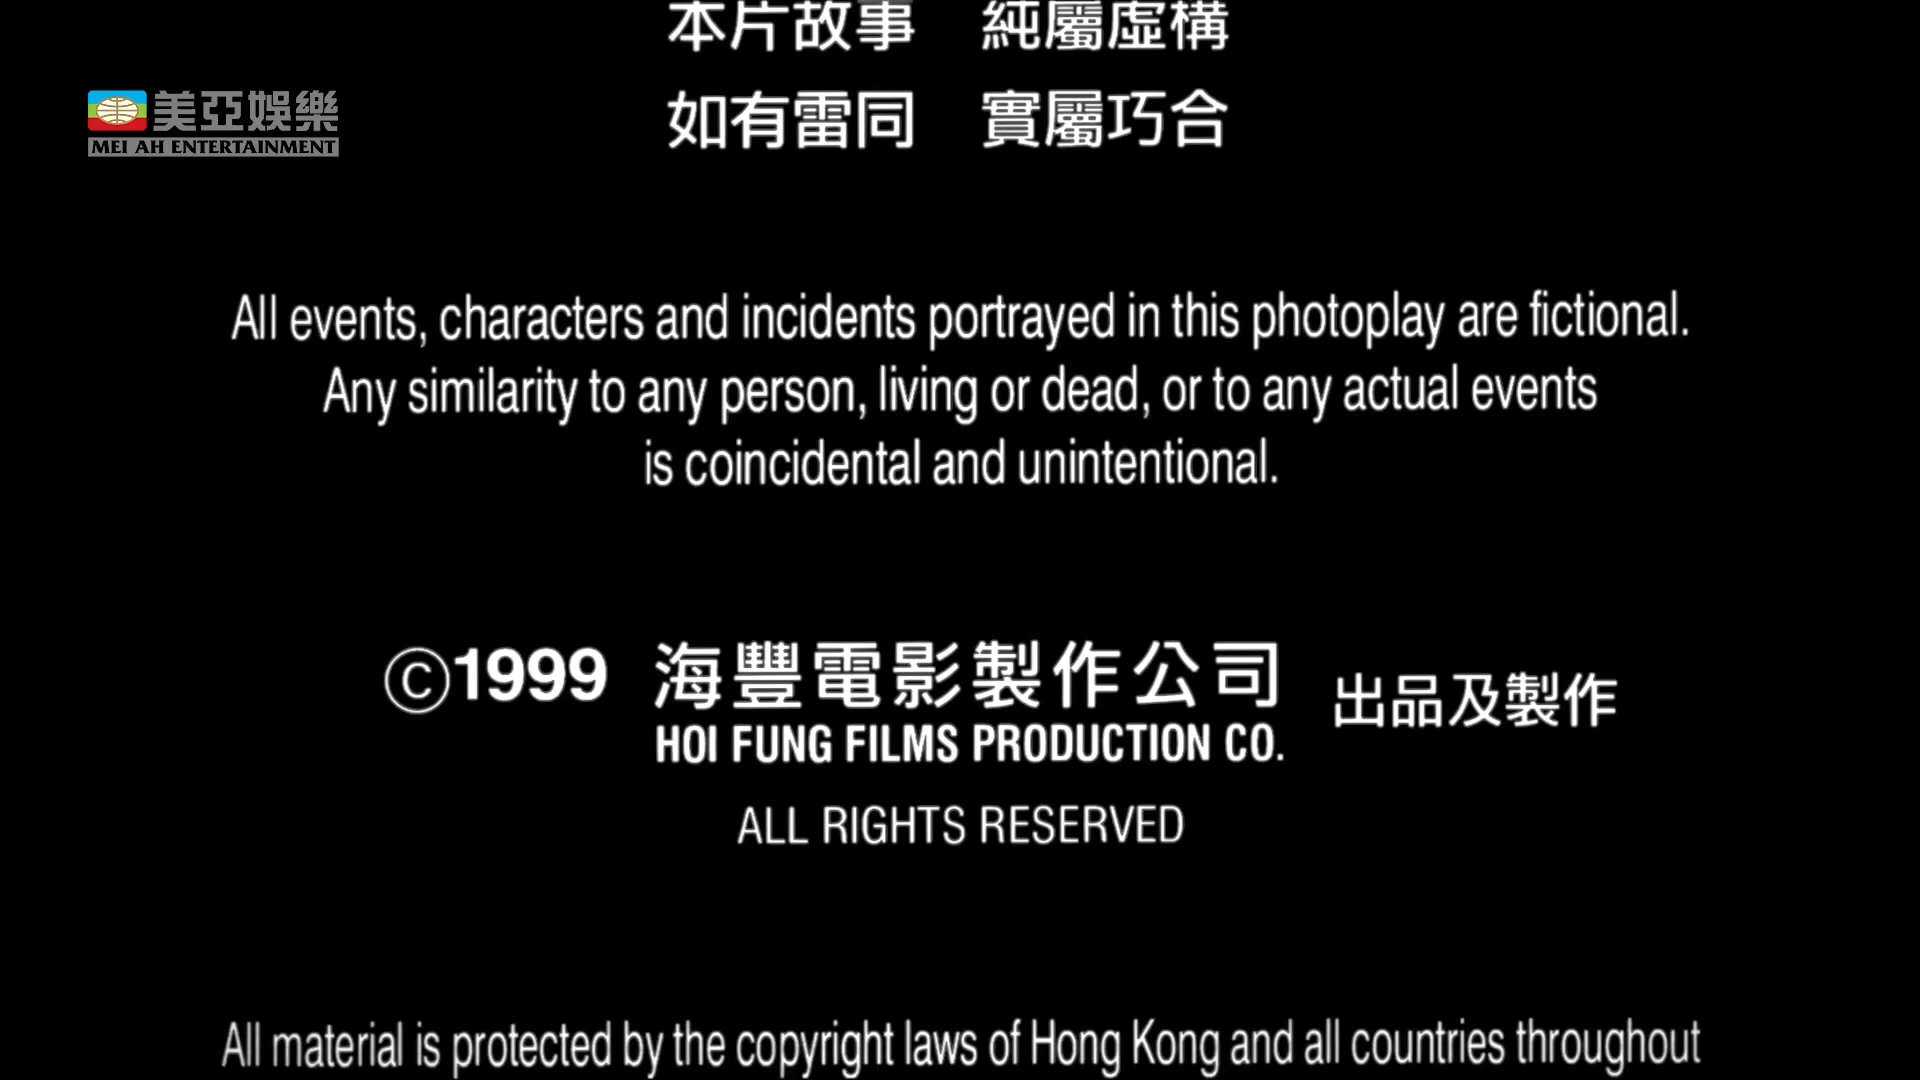 本片故事 純屬虛構
美亞娛樂
MEI AH ENTERTAINMENT
如有雷同 實屬巧合
All events, characters and incidents portrayed in this photoplay are fictional.
Any similarity to any person, living or dead, or to any actual events
is coincidental and unintentional.
©1999 海豐電影製作公司 出品及製作
HOI FUNG FILMS PRODUCTION CO.
ALL RIGHTS RESERVED
All material is protected by the copyright laws of Hong Kong and all countries throughout